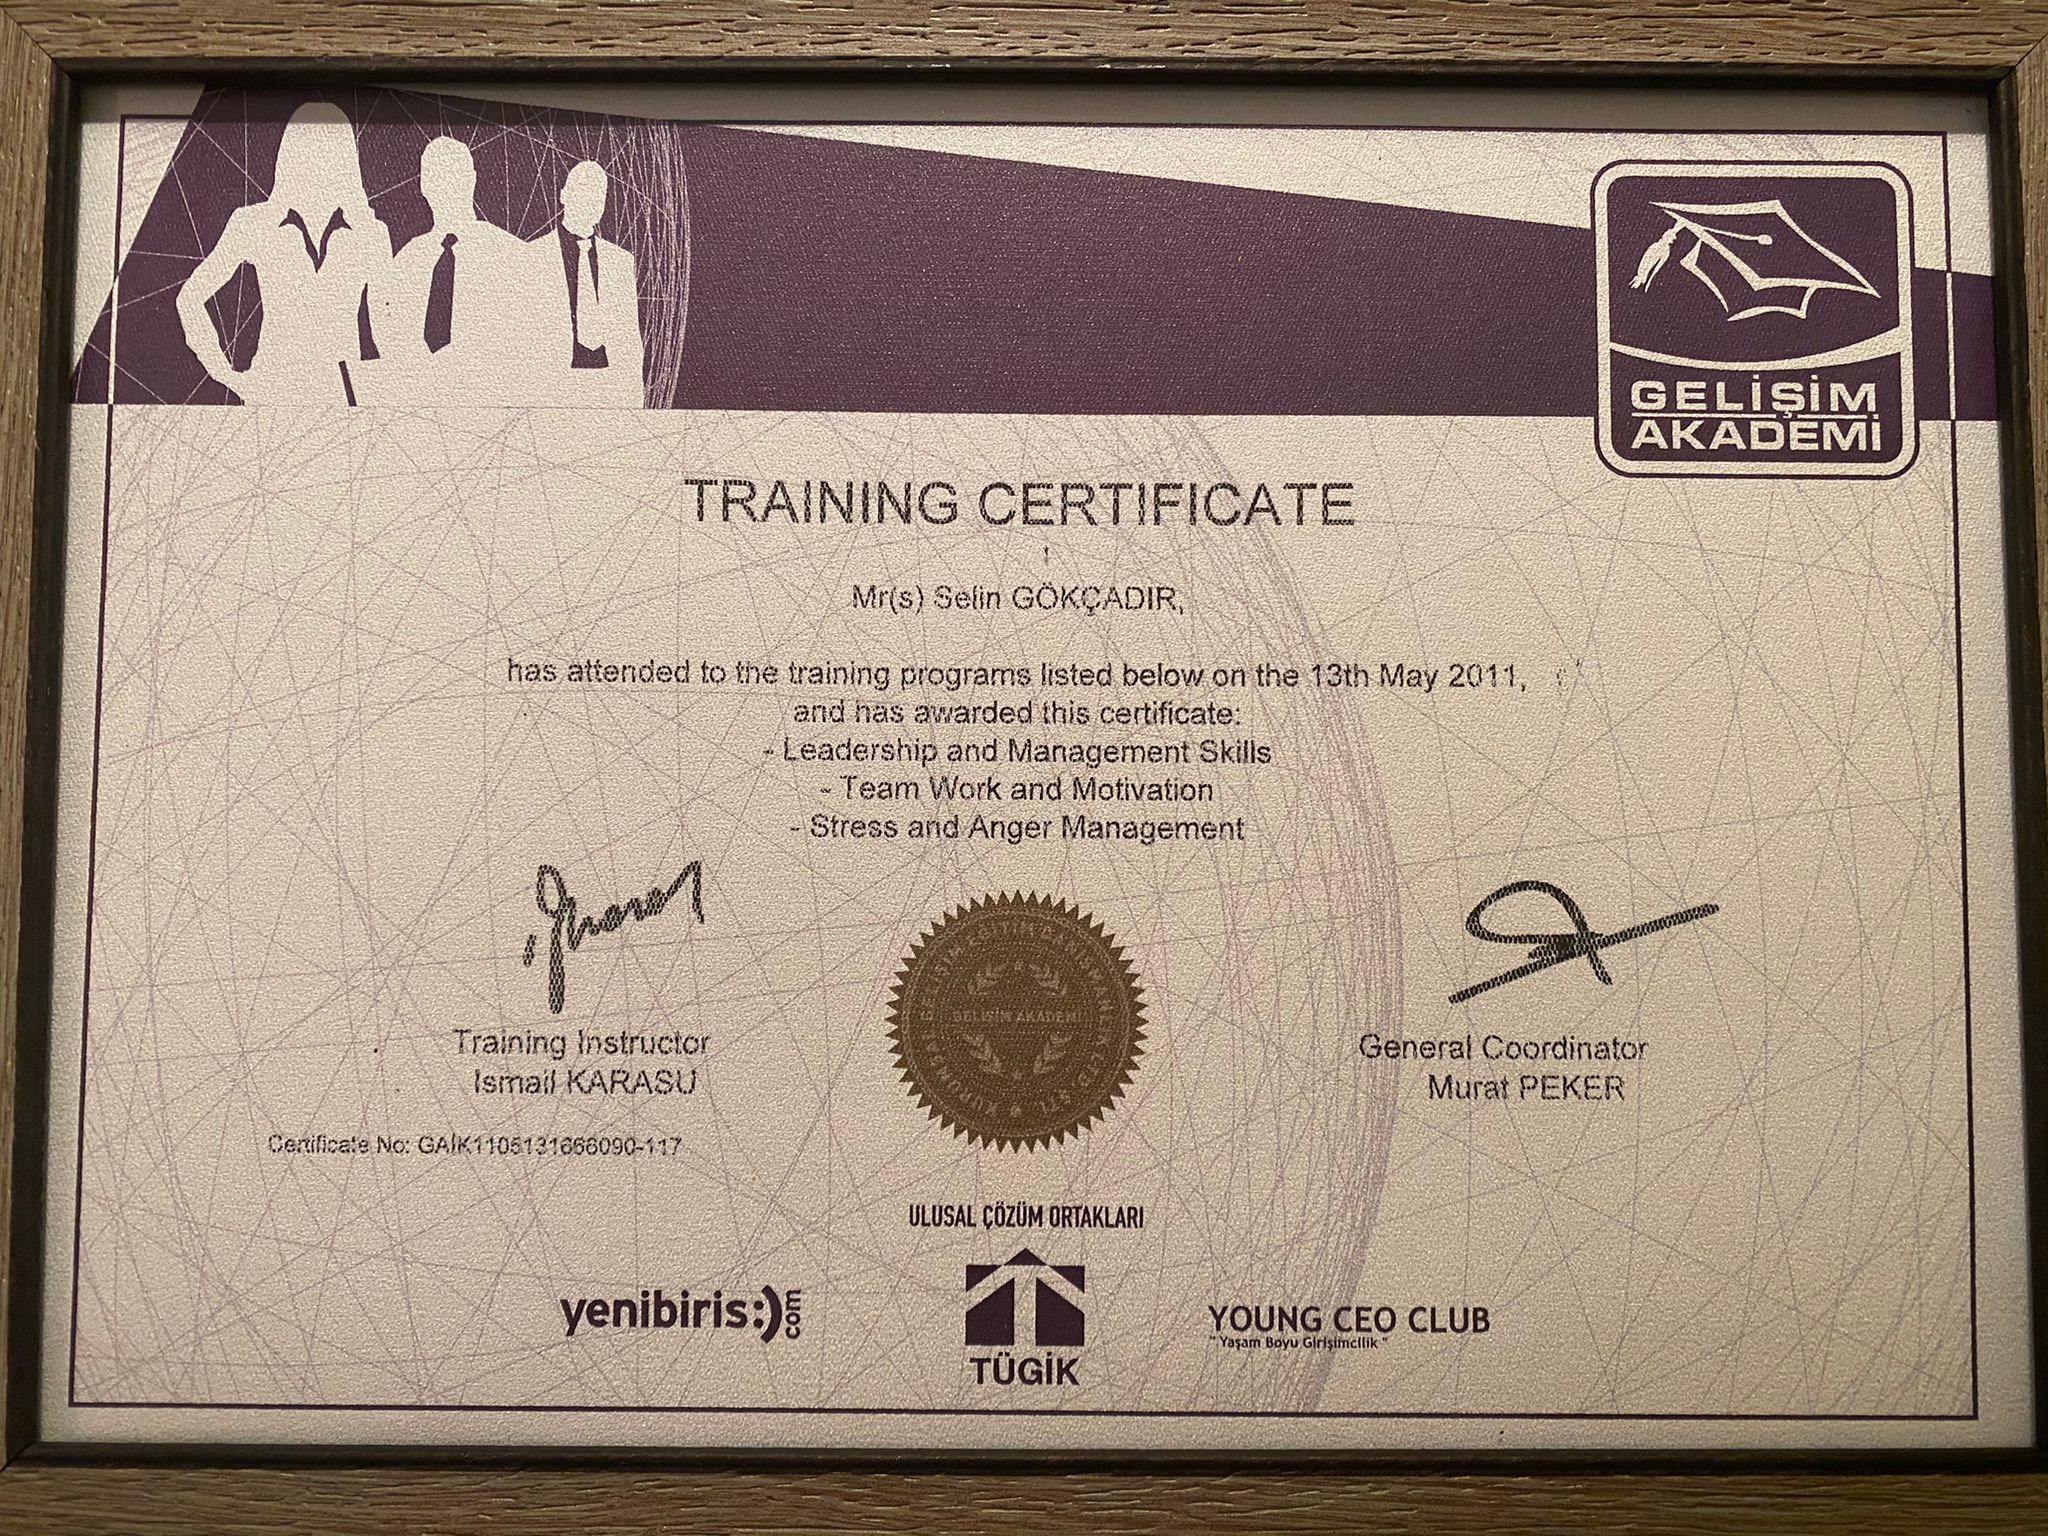 GELİŞİM
AKADEMİ
TRAINING CERTIFICATE
Mr(s) Selin GÖKÇADIR,
has attended to the training programs listed below on the 13th May 2011,
and has awarded this certificate:
- Leadership and Management Skills
- Team Work and Motivation
- Stress and Anger Management
Training Instructor
Ismail KARASU
General Coordinator
Murat PEKER
GELİŞİM AKADEMİ
Certificate No: GAİK1105131666090-117
ULUSAL ÇÖZÜM ORTAKLARI
yenibiris:)com
TÜGİK
YOUNG CEO CLUB
"Yaşam Boyu Girişimcilik"